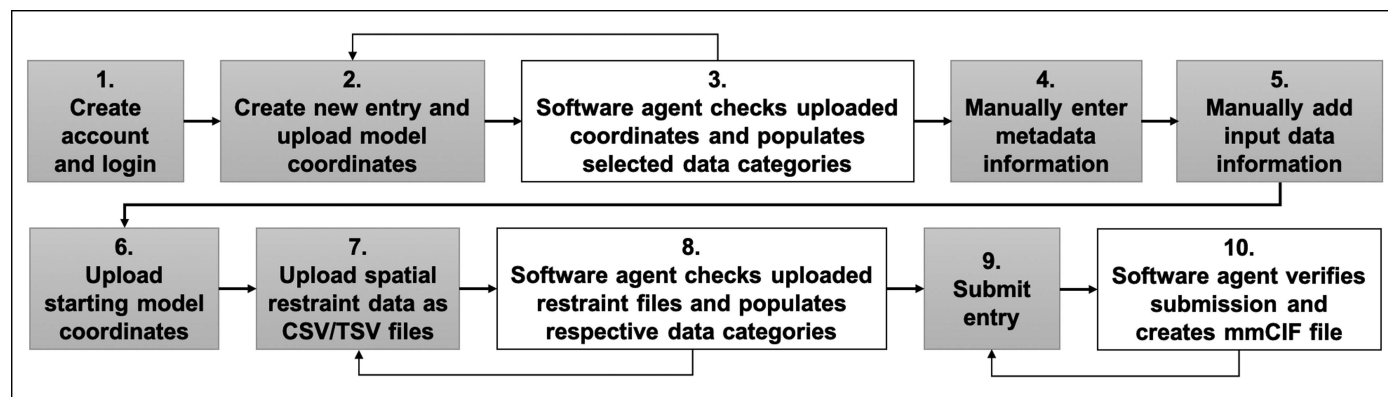 1.
Create
account
and login
2.
Create new entry and
upload model
coordinates
3.
Software agent checks uploaded
coordinates and populates
selected data categories
4.
Manually enter
metadata
information
5.
Manually add
input data
information
6.
Upload
starting model
coordinates
7.
Upload spatial
restraint data as
CSV/TSV files
8.
Software agent checks uploaded
restraint files and populates
respective data categories
9.
Submit
entry
10.
Software agent verifies
submission and
creates mmCIF file